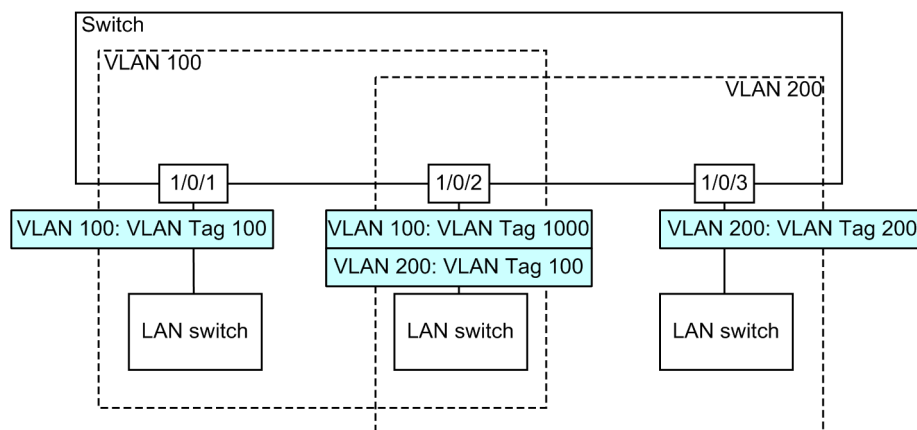 Switch
VLAN 100
VLAN 200
1/0/1
1/0/2
1/0/3
VLAN 100: VLAN Tag 100
VLAN 100: VLAN Tag 1000
VLAN 200: VLAN Tag 200
VLAN 200: VLAN Tag 100
LAN switch
LAN switch
LAN switch